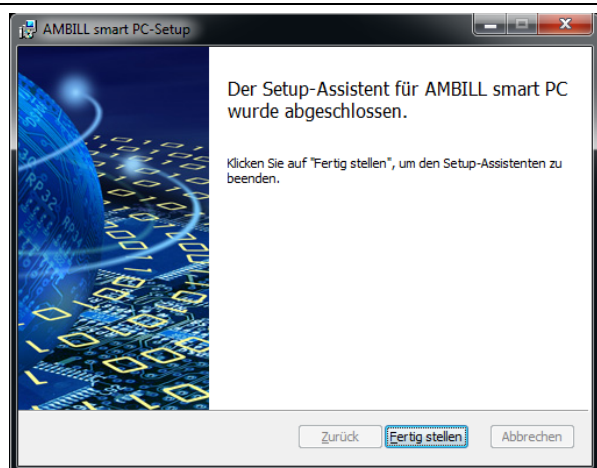 AMBILL smart PC-Setup
Der Setup-Assistent für AMBILL smart PC
wurde abgeschlossen.
Klicken Sie auf "Fertig stellen", um den Setup-Assistenten zu
beenden.
Zurück
Fertig stellen
Abbrechen